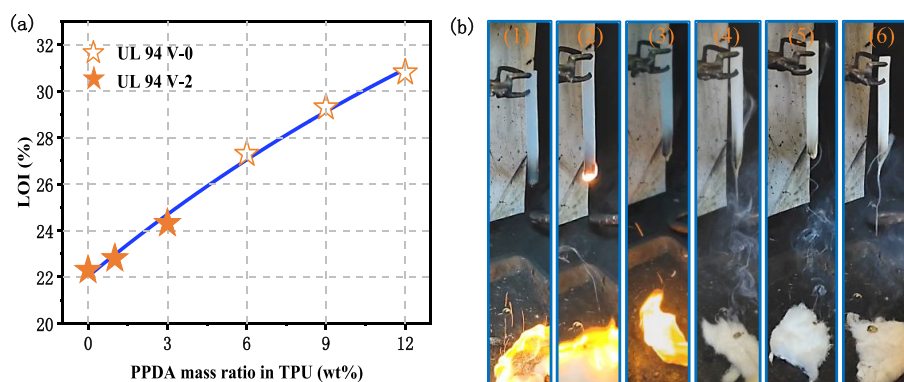 (a)
32
30
28
26
24
22
20
LOI (%)
UL 94 V-0
UL 94 V-2
0 1 3 6 9 12
PPDA mass ratio in TPU (wt%)
(b)
(1) (2) (3) (4) (5) (6)